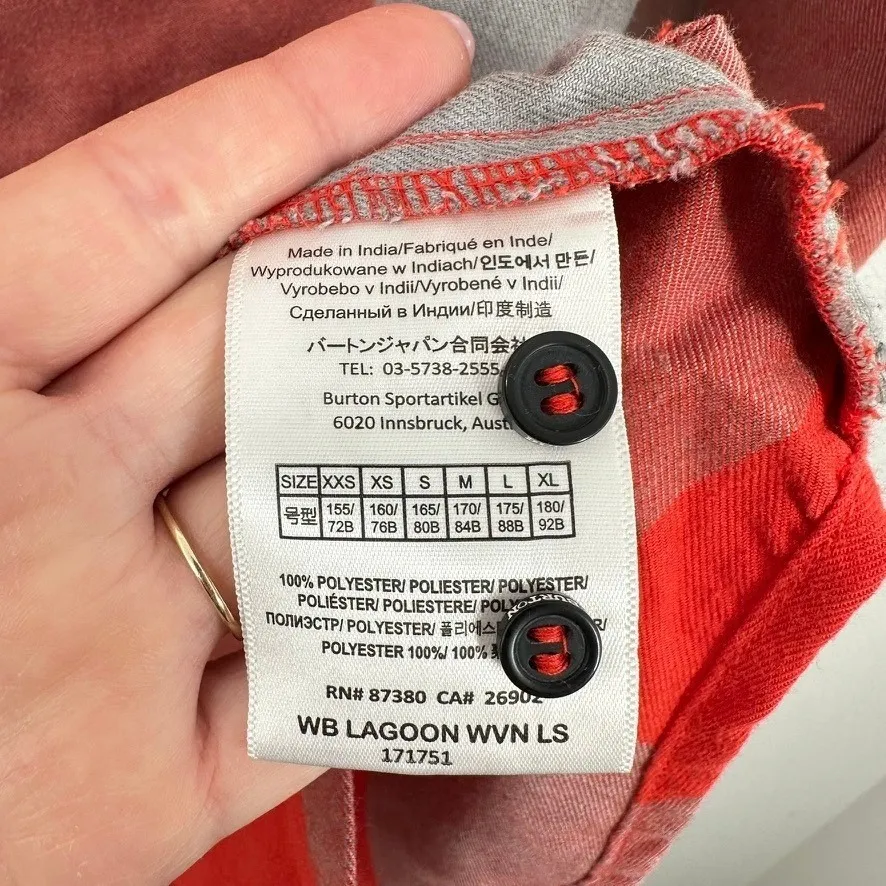 Made in India/Fabriqué en Inde/
Wyprodukowane w Indiach/인도에서 만든/
Vyrobebo v Indii/Vyrobené v Indii/
Сделанный в Индии/印度制造
バートンジャパン合同会社
TEL: 03-5738-2555
Burton Sportartikel
6020 Innsbruck,
SIZE XXS XS S M L XL
号型 155/72B 160/76B 165/80B 170/84B 175/88B 180/92B
100% POLYESTER/ POLIESTER/ POLYESTER/
POLIÉSTER/ POLIESTERE/
ПОЛИЭСТР/ POLYESTER/
POLYESTER 100%/ 100%
RN# 87380 CA# 26902
WB LAGOON WVN LS
171751